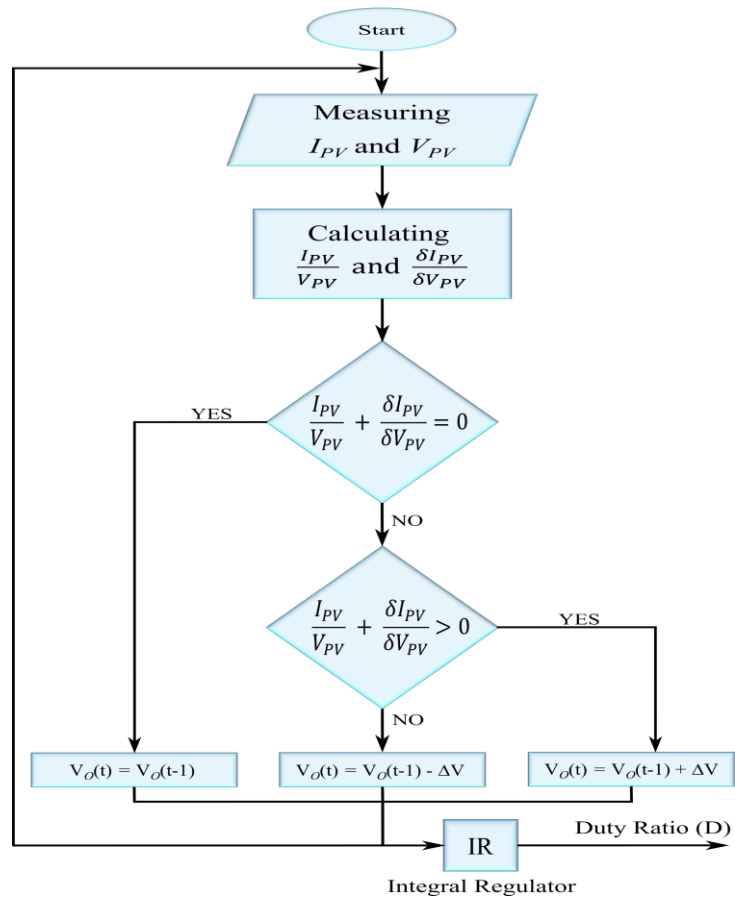 Start
Measuring
I_PV and V_PV
Calculating
I_PV/V_PV and δI_PV/δV_PV
I_PV/V_PV + δI_PV/δV_PV = 0
YES
NO
I_PV/V_PV + δI_PV/δV_PV > 0
YES
NO
V_O(t) = V_O(t-1)
V_O(t) = V_O(t-1) - ΔV
V_O(t) = V_O(t-1) + ΔV
Duty Ratio (D)
IR
Integral Regulator